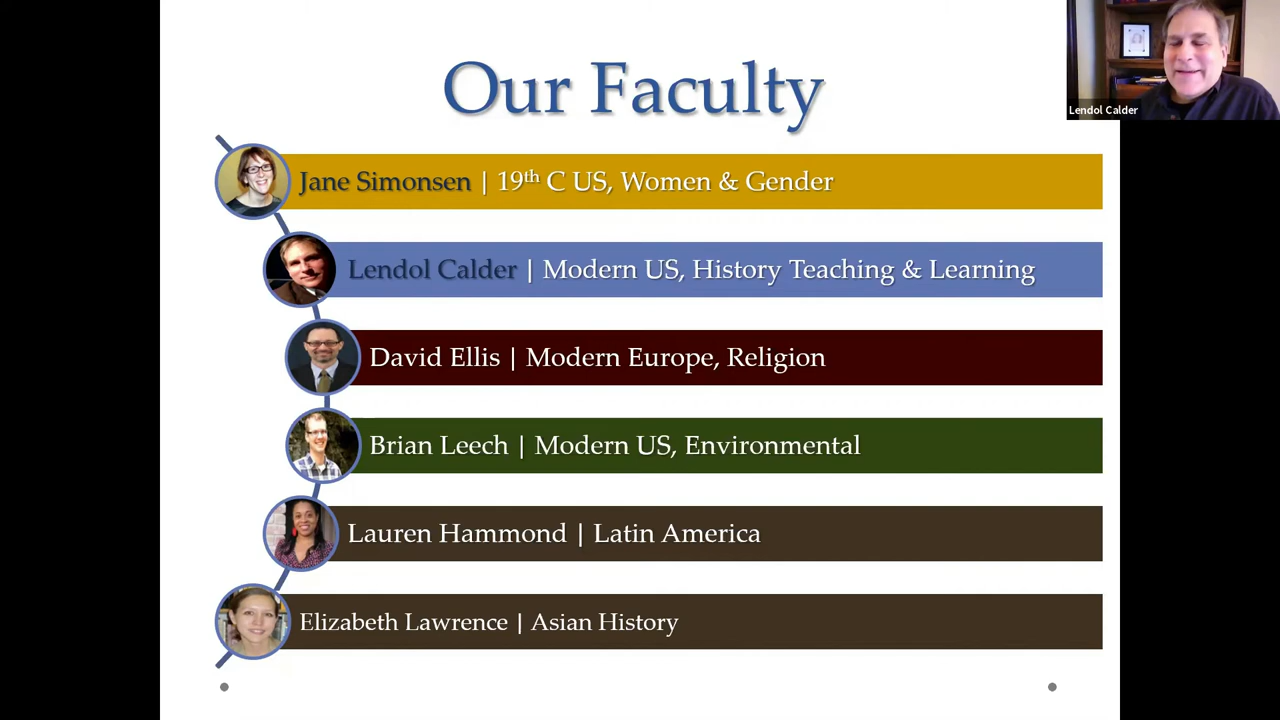 Our Faculty
Lendol Calder
Jane Simonsen | 19th C US, Women & Gender
Lendol Calder | Modern US, History Teaching & Learning
David Ellis | Modern Europe, Religion
Brian Leech | Modern US, Environmental
Lauren Hammond | Latin America
Elizabeth Lawrence | Asian History